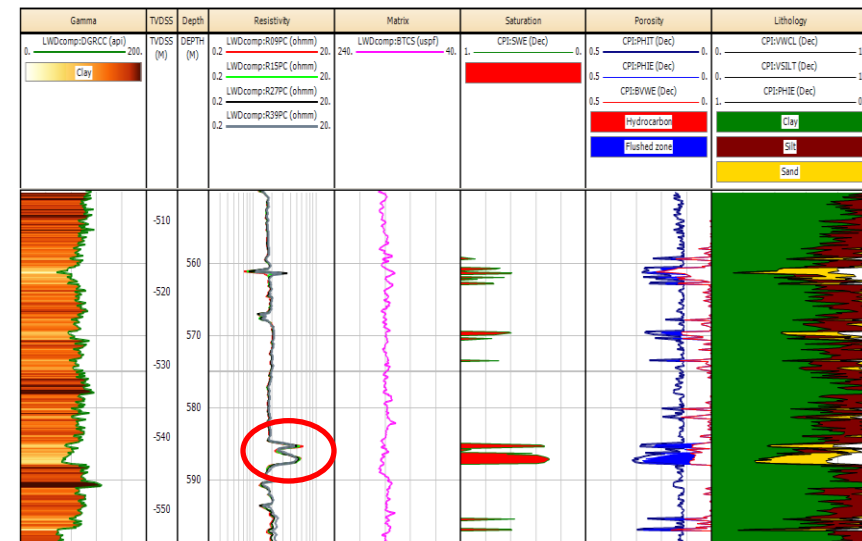 Gamma TVDSS Depth Resistivity Matrix Saturation Porosity Lithology
LWDcomp:DGRCC (api)
0. 200.
Clay
TVDSS
(M)
DEPTH
(M)
LWDcomp:R09PC (ohmm)
0.2 20.
LWDcomp:R15PC (ohmm)
0.2 20.
LWDcomp:R27PC (ohmm)
0.2 20.
LWDcomp:R39PC (ohmm)
0.2 20.
LWDcomp:BTCS (uspf)
240. 40.
CPI:SWE (Dec)
1. 0.
CPI:PHIT (Dec)
0.5 0.
CPI:PHIE (Dec)
0.5 0.
CPI:BVWE (Dec)
0.5 0.
Hydrocarbon
Flushed zone
CPI:VWCL (Dec)
0. 1
CPI:VSILT (Dec)
0. 1
CPI:PHIE (Dec)
1. 0
Clay
Silt
Sand
-510
560
-520
570
-530
580
-540
590
-550